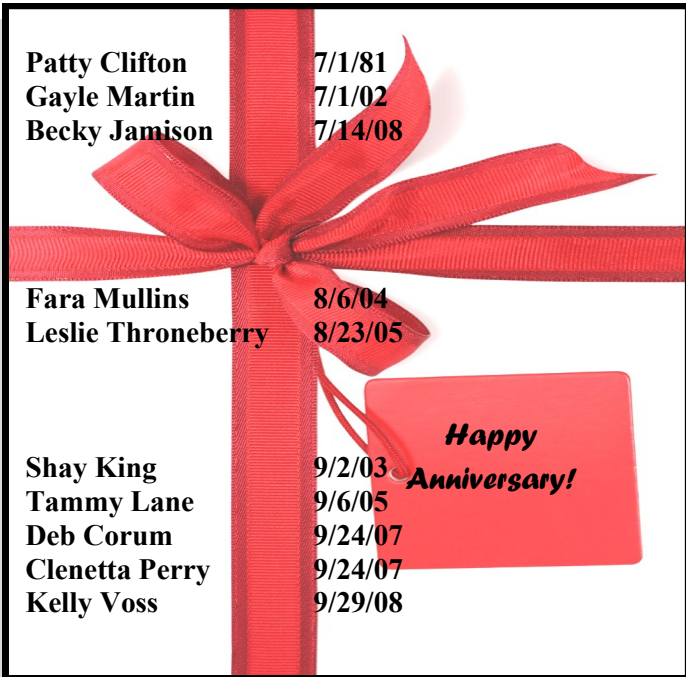 Patty Clifton 7/1/81
Gayle Martin 7/1/02
Becky Jamison 7/14/08
Fara Mullins 8/6/04
Leslie Throneberry 8/23/05
Shay King 9/2/03
Tammy Lane 9/6/05
Deb Corum 9/24/07
Clenetta Perry 9/24/07
Kelly Voss 9/29/08
Happy
Anniversary!